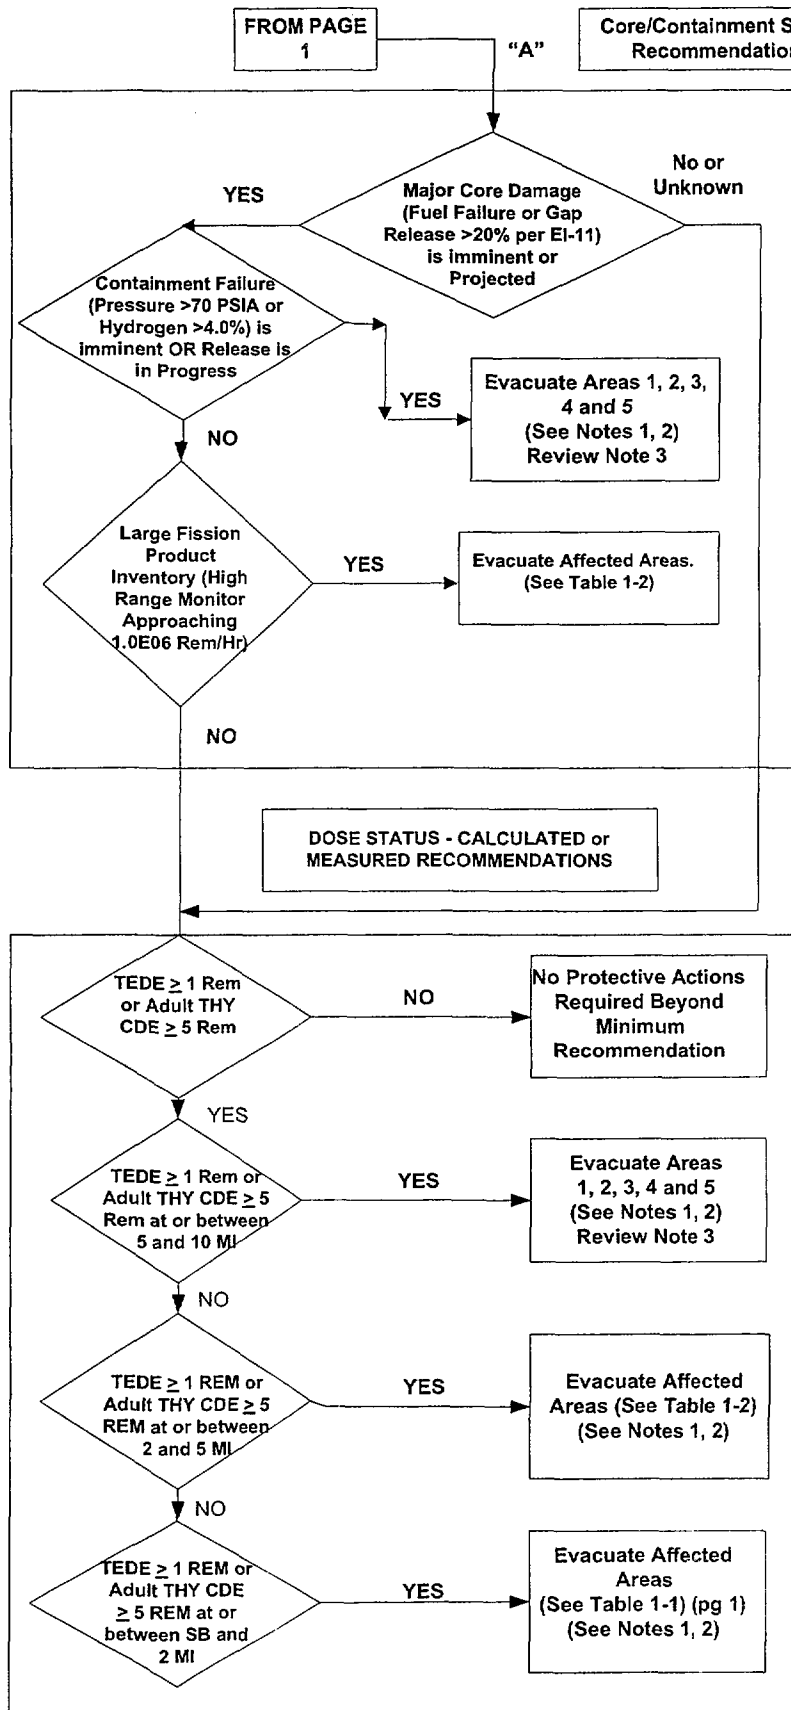 FROM PAGE
1
"A"
Core/Containment S
Recommendation
No or
Unknown
YES
Major Core Damage
(Fuel Failure or Gap
Release >20% per EI-11)
is imminent or
Projected
Containment Failure
(Pressure >70 PSIA or
Hydrogen >4.0%) is
imminent OR Release is
in Progress
YES
Evacuate Areas 1, 2, 3,
4 and 5
(See Notes 1, 2)
Review Note 3
NO
Large Fission
Product
Inventory (High
Range Monitor
Approaching
1.0E06 Rem/Hr)
YES
Evacuate Affected Areas.
(See Table 1-2)
NO
DOSE STATUS - CALCULATED or
MEASURED RECOMMENDATIONS
TEDE ≥ 1 Rem
or Adult THY
CDE ≥ 5 Rem
NO
No Protective Actions
Required Beyond
Minimum
Recommendation
YES
TEDE ≥ 1 Rem or
Adult THY CDE ≥ 5
Rem at or between
5 and 10 MI
YES
Evacuate Areas
1, 2, 3, 4 and 5
(See Notes 1, 2)
Review Note 3
NO
TEDE ≥ 1 REM or
Adult THY CDE ≥ 5
REM at or between
2 and 5 MI
YES
Evacuate Affected
Areas (See Table 1-2)
(See Notes 1, 2)
NO
TEDE ≥ 1 REM or
Adult THY CDE
≥ 5 REM at or
between SB and
2 MI
YES
Evacuate Affected
Areas
(See Table 1-1) (pg 1)
(See Notes 1, 2)